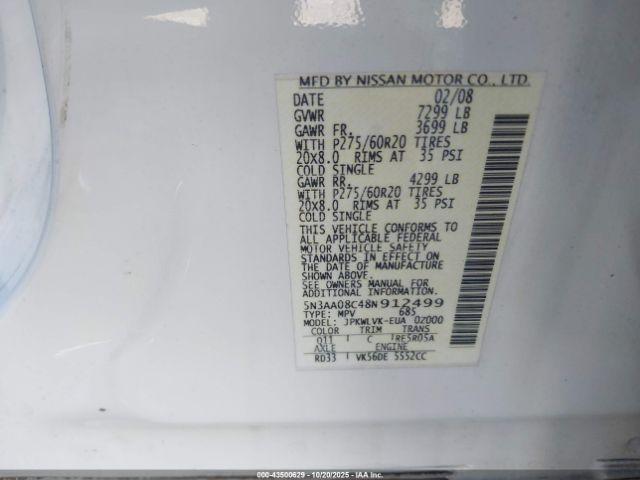 MFD BY NISSAN MOTOR CO., LTD.
DATE 02/08
GVWR 7299 LB
GAWR FR. 3699 LB
WITH P275/60R20 TIRES
20X8.0 RIMS AT 35 PSI
COLD SINGLE
GAWR RR. 4299 LB
WITH P275/60R20 TIRES
20X8.0 RIMS AT 35 PSI
COLD SINGLE
THIS VEHICLE CONFORMS TO
ALL APPLICABLE FEDERAL
MOTOR VEHICLE SAFETY
STANDARDS IN EFFECT ON
THE DATE OF MANUFACTURE
SHOWN ABOVE.
SEE OWNERS MANUAL FOR
ADDITIONAL INFORMATION.
5N3AA08C48N912499
TYPE: MPV 685
MODEL: JPKWLVK-EUA 0Z000
COLOR TRIM TRANS
Q11 C RE5R05A
AXLE ENGINE
RD33 VK56DE 5552CC
000-43500629 - 10/20/2025 - IAAI, Inc.